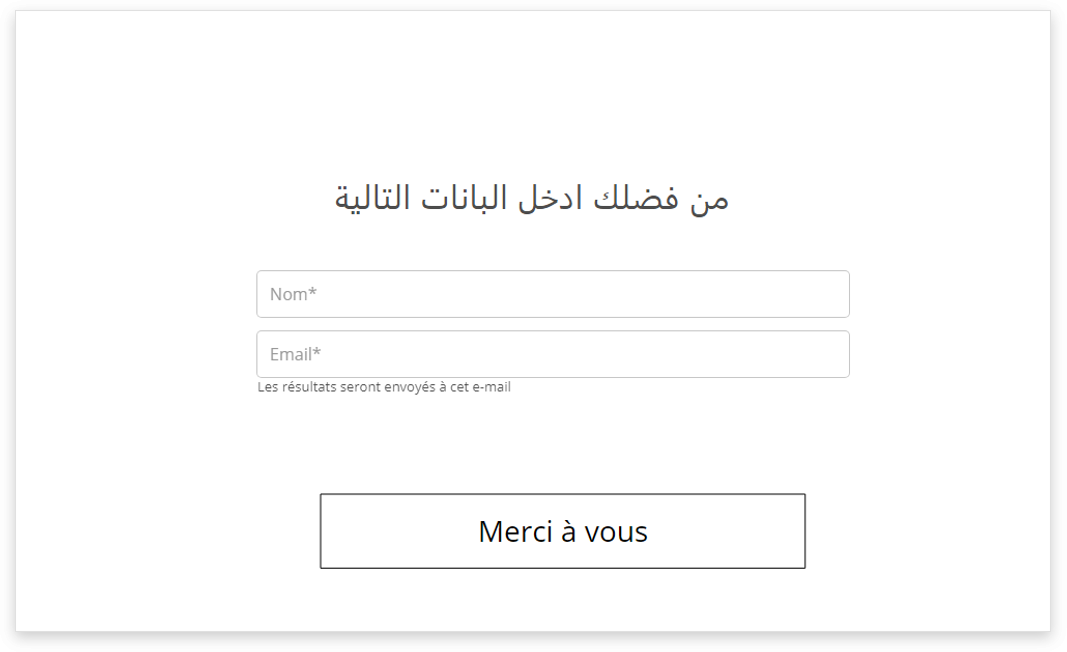 من فضلك ادخل البانات التالية
Nom*
Email*
Les résultats seront envoyés à cet e-mail
Merci à vous